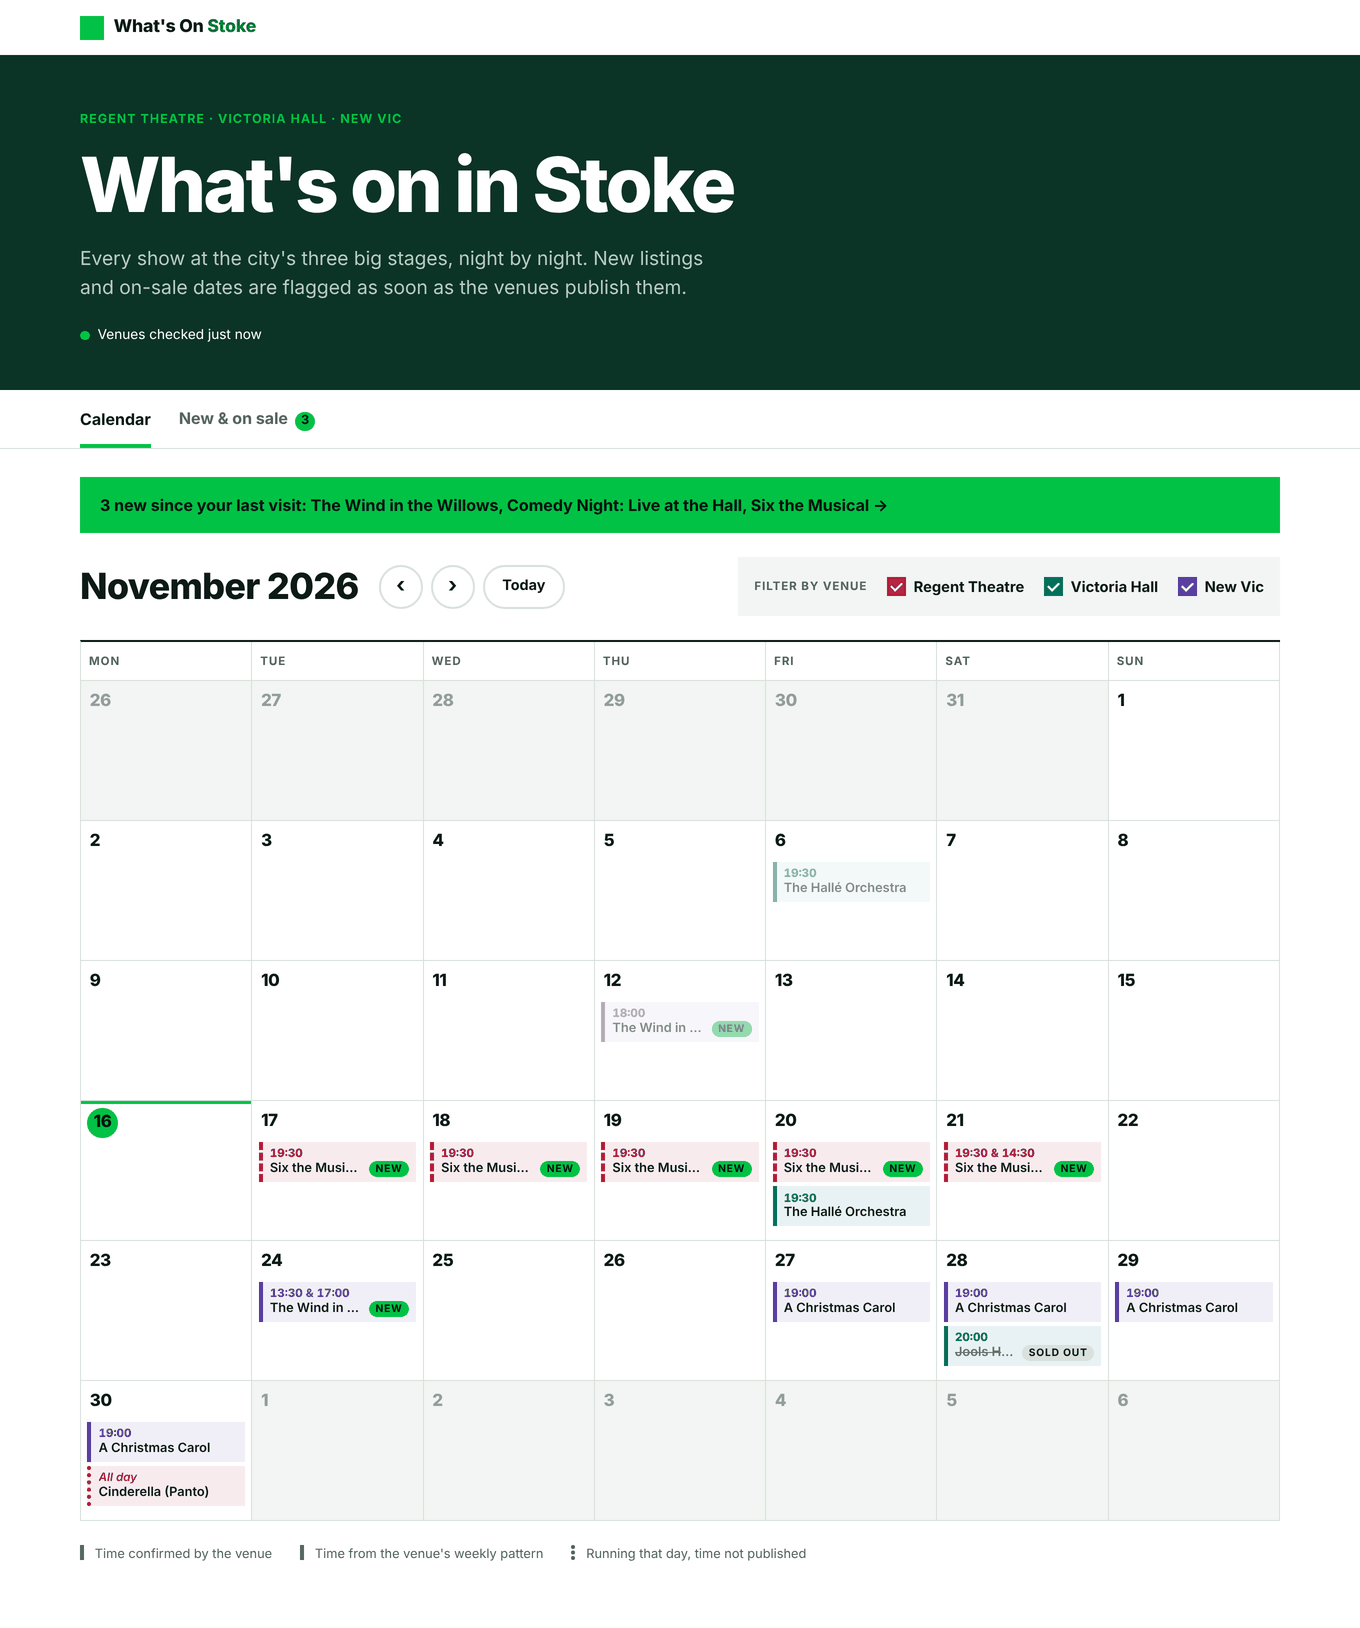 What's On Stoke
REGENT THEATRE · VICTORIA HALL · NEW VIC
What's on in Stoke
Every show at the city's three big stages, night by night. New listings
and on-sale dates are flagged as soon as the venues publish them.
Venues checked just now
Calendar
New & on sale 3
3 new since your last visit: The Wind in the Willows, Comedy Night: Live at the Hall, Six the Musical →
November 2026
‹
›
Today
FILTER BY VENUE
Regent Theatre
Victoria Hall
New Vic
MON TUE WED THU FRI SAT SUN
26 27 28 29 30 31 1
2 3 4 5 6 7 8
19:30
The Hallé Orchestra
9 10 11 12 13 14 15
18:00
The Wind in … NEW
16 17 18 19 20 21 22
19:30
Six the Musi… NEW
19:30
Six the Musi… NEW
19:30
Six the Musi… NEW
19:30
Six the Musi… NEW
19:30
The Hallé Orchestra
19:30 & 14:30
Six the Musi… NEW
23 24 25 26 27 28 29
13:30 & 17:00
The Wind in … NEW
19:00
A Christmas Carol
19:00
A Christmas Carol
20:00
Jools H… SOLD OUT
19:00
A Christmas Carol
30 1 2 3 4 5 6
19:00
A Christmas Carol
All day
Cinderella (Panto)
Time confirmed by the venue
Time from the venue's weekly pattern
Running that day, time not published